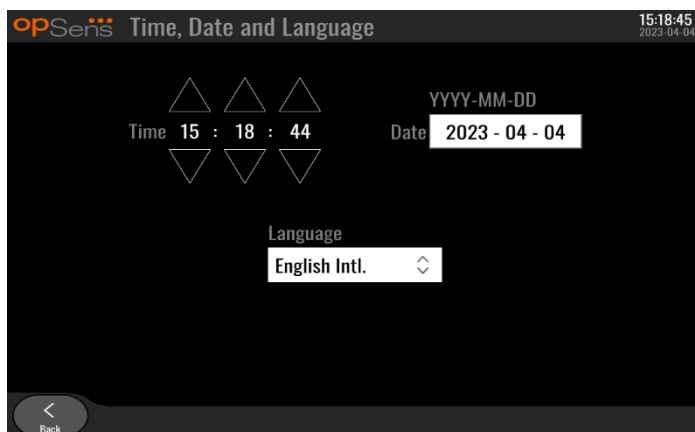 opSens Time, Date and Language
15:18:45
2023-04-04
YYYY-MM-DD
Time 15 : 18 : 44
Date 2023 - 04 - 04
Language
English Intl.
Back